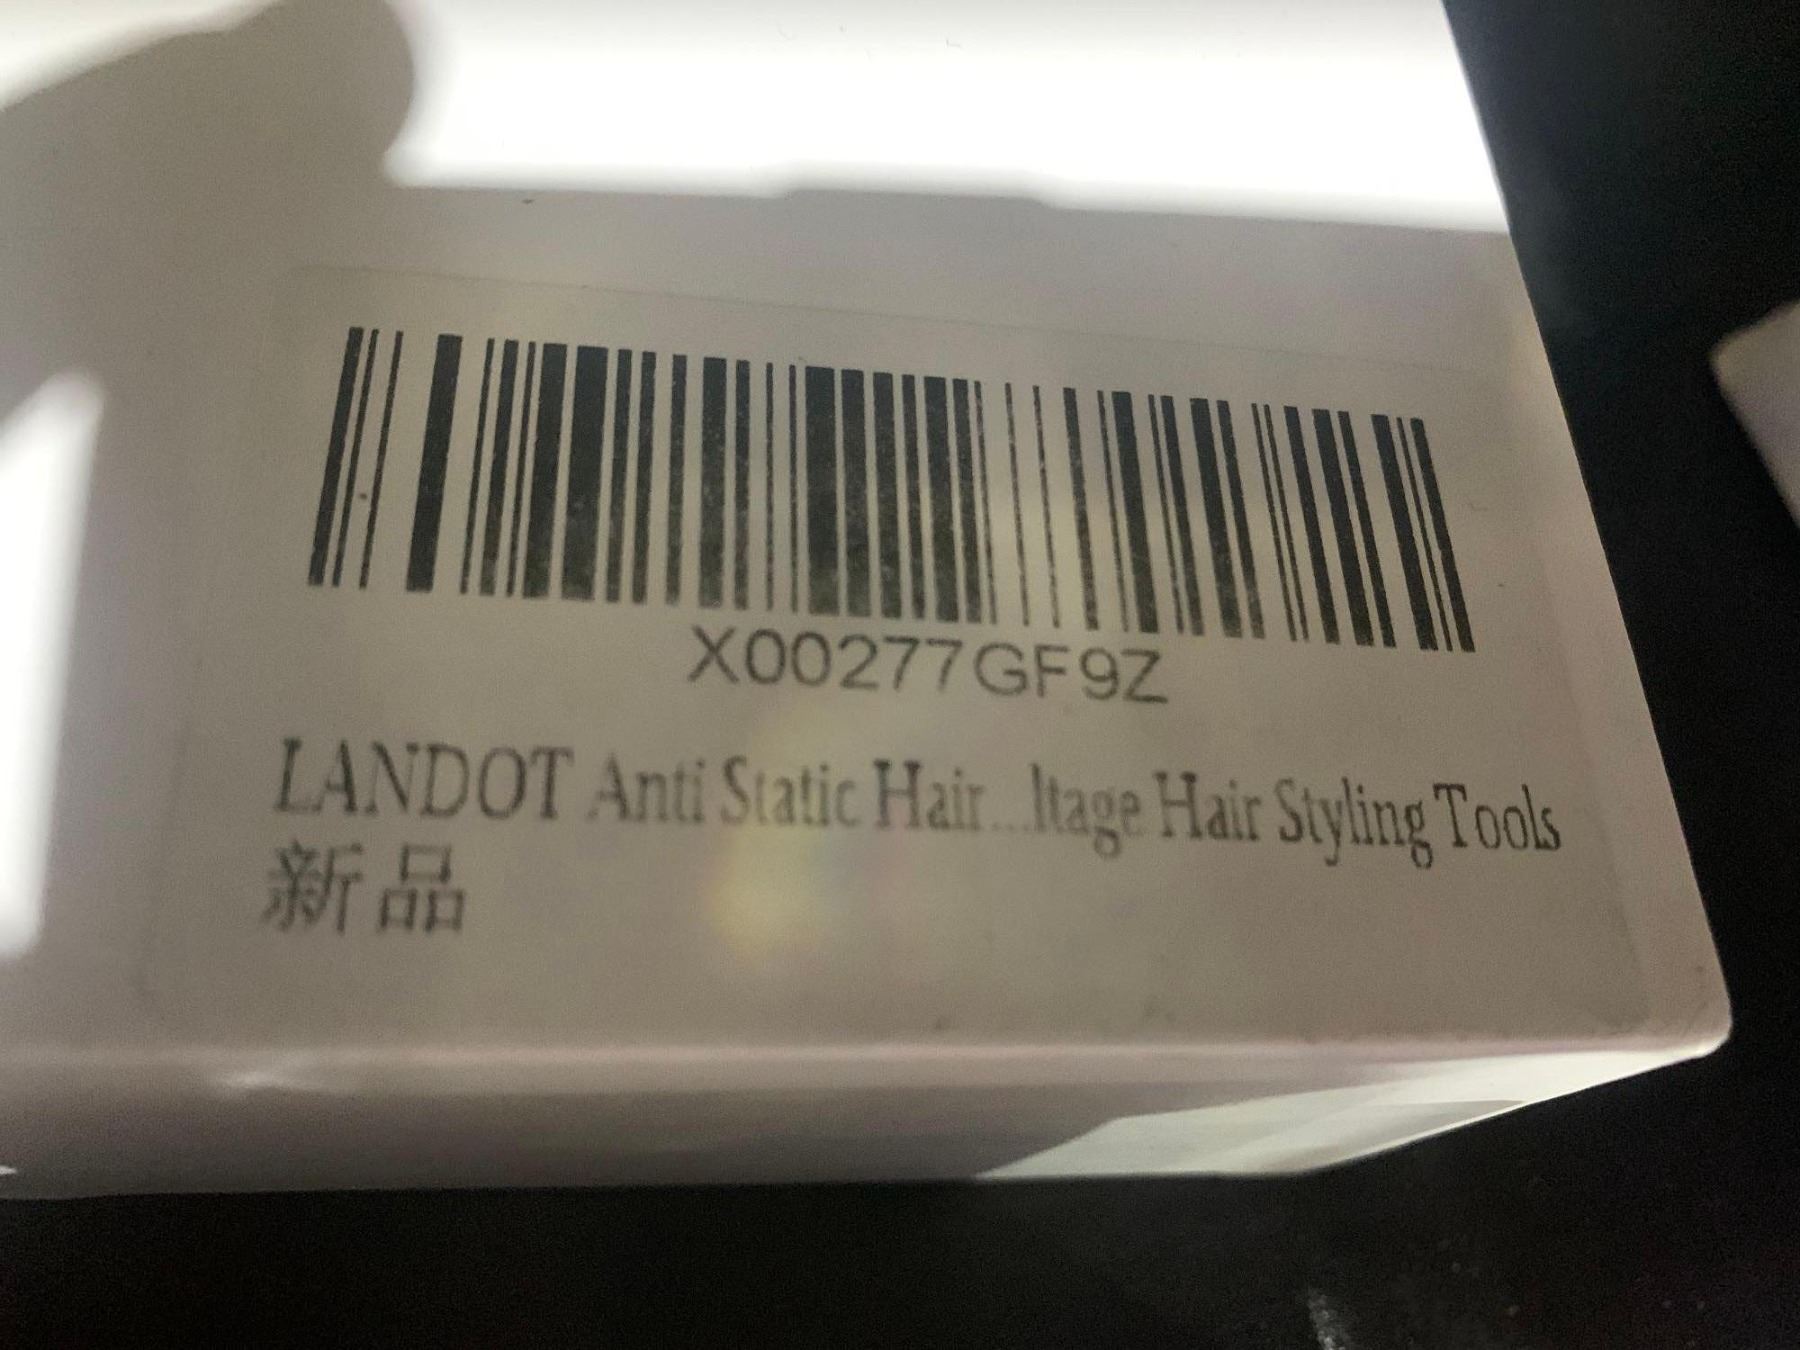 X00277GF9Z
LANDOT Anti Static Hair...ltage Hair Styling Tools
新品